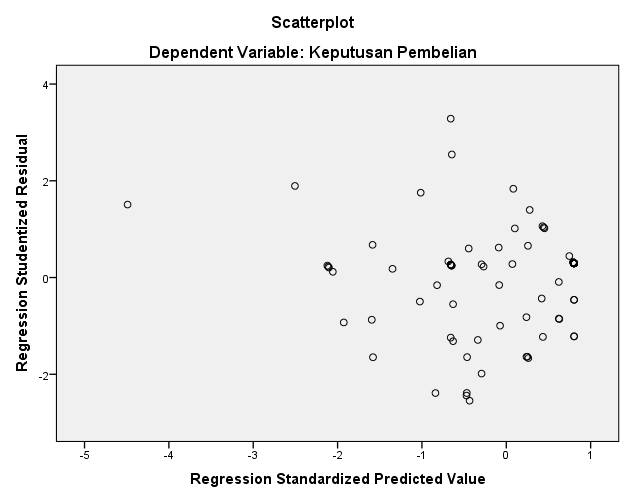 Scatterplot
Dependent Variable: Keputusan Pembelian
Regression Studentized Residual
4
2
0
-2
-5
-4
-3
-2
-1
0
1
Regression Standardized Predicted Value